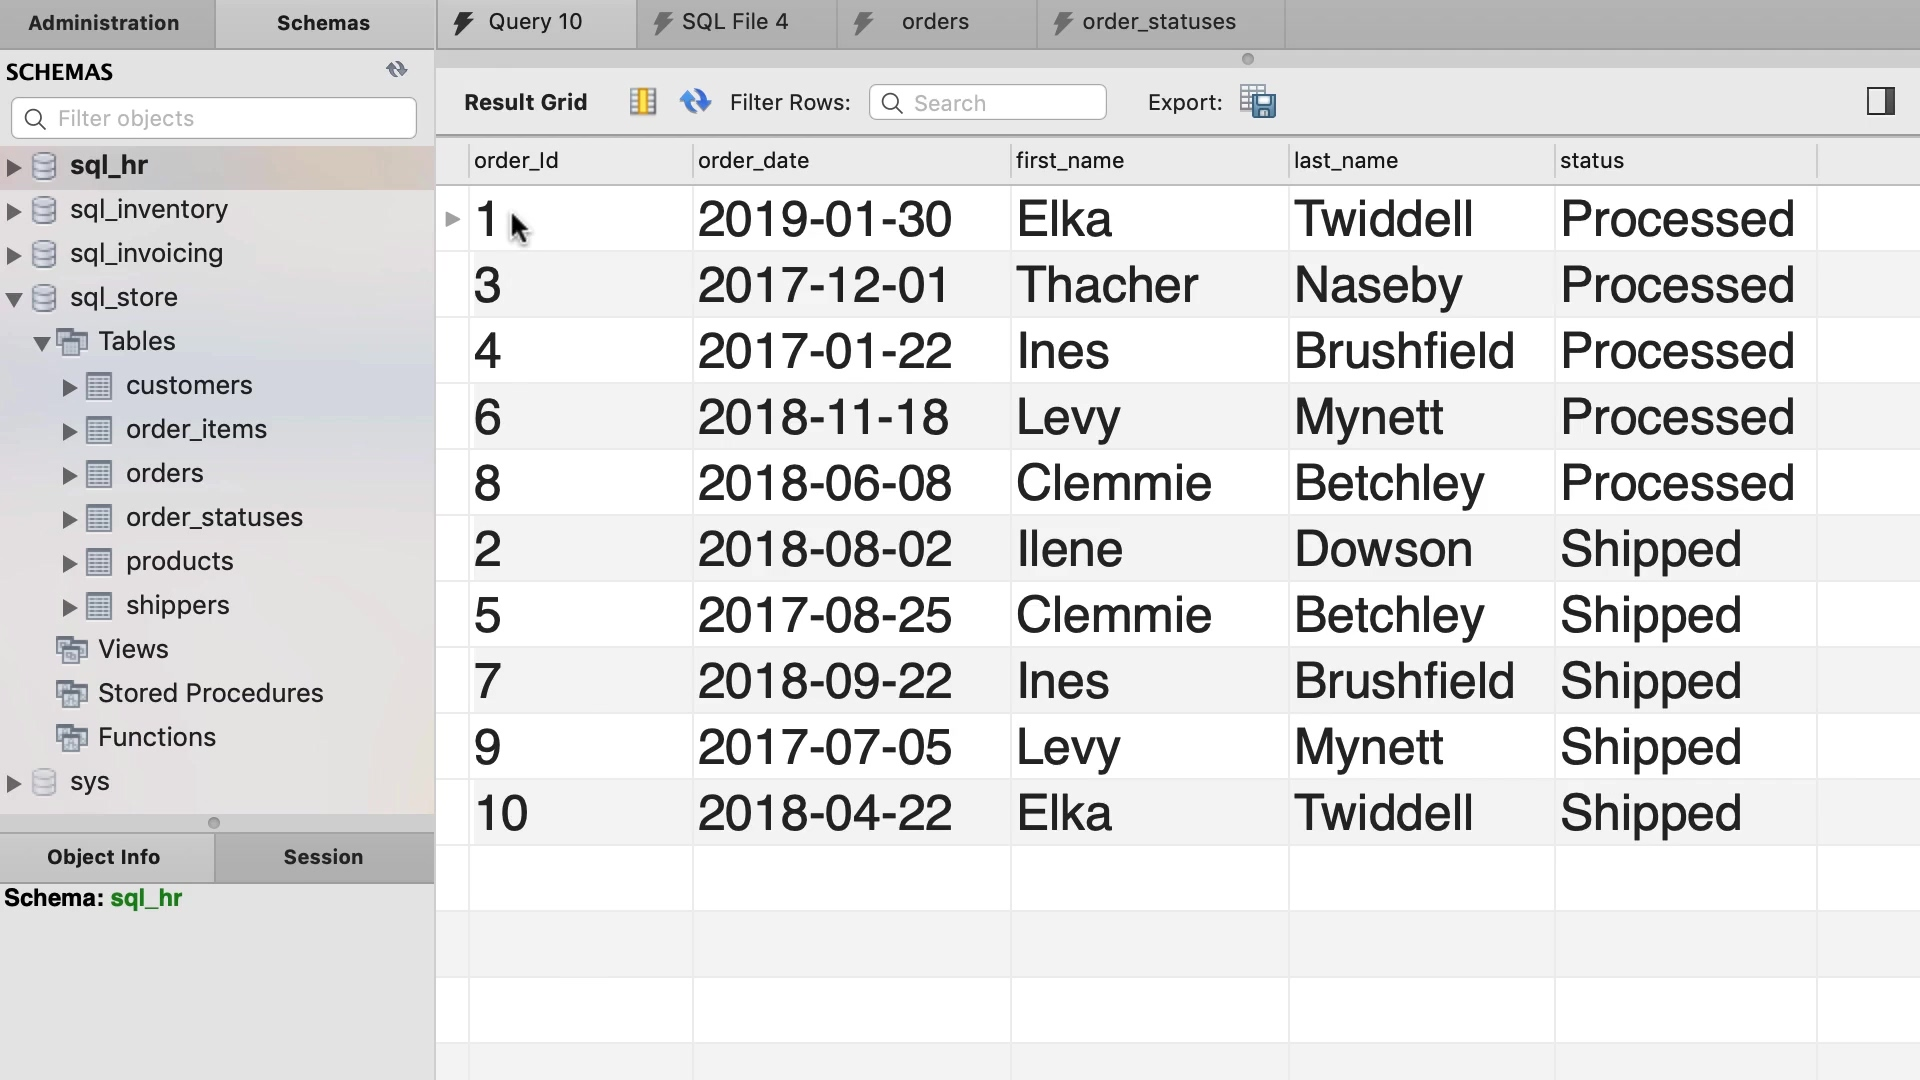 Administration
Schemas
Query 10
SQL File 4
orders
order_statuses
SCHEMAS
Filter objects
Result Grid
Filter Rows:
Search
Export:
sql_hr
sql_inventory
sql_invoicing
sql_store
Tables
customers
order_items
orders
order_statuses
products
shippers
Views
Stored Procedures
Functions
sys
Object Info
Session
Schema: sql_hr
order_Id order_date first_name last_name status
1 2019-01-30 Elka Twiddell Processed
3 2017-12-01 Thacher Naseby Processed
4 2017-01-22 Ines Brushfield Processed
6 2018-11-18 Levy Mynett Processed
8 2018-06-08 Clemmie Betchley Processed
2 2018-08-02 Ilene Dowson Shipped
5 2017-08-25 Clemmie Betchley Shipped
7 2018-09-22 Ines Brushfield Shipped
9 2017-07-05 Levy Mynett Shipped
10 2018-04-22 Elka Twiddell Shipped